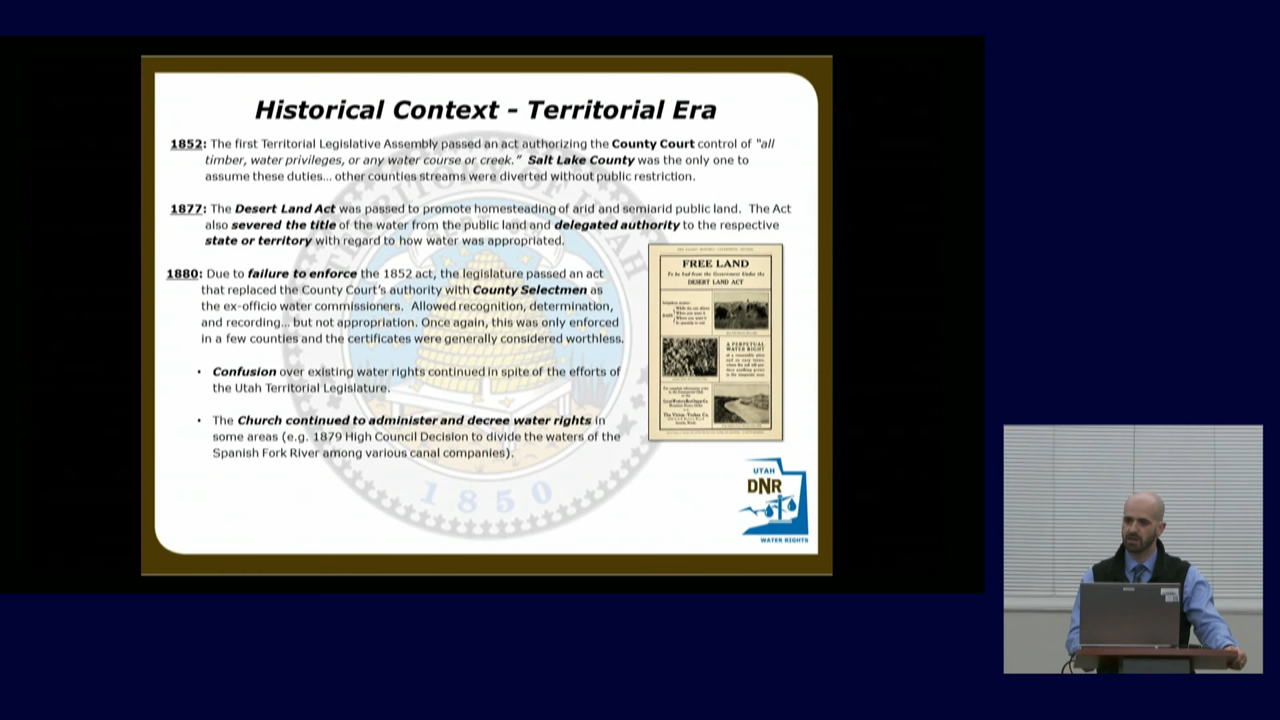 Historical Context - Territorial Era
1852: The first Territorial Legislative Assembly passed an act authorizing the County Court control of "all
timber, water privileges, or any water course or creek." Salt Lake County was the only one to
assume these duties... other counties streams were diverted without public restriction.
1877: The Desert Land Act was passed to promote homesteading of arid and semiarid public land. The Act
also severed the title of the water from the public land and delegated authority to the respective
state or territory with regard to how water was appropriated.
1880: Due to failure to enforce the 1852 act, the legislature passed an act
that replaced the County Court's authority with County Selectmen as
the ex-officio water commissioners. Allowed recognition, determination,
and recording... but not appropriation. Once again, this was only enforced
in a few counties and the certificates were generally considered worthless.
• Confusion over existing water rights continued in spite of the efforts of
the Utah Territorial Legislature.
• The Church continued to administer and decree water rights in
some areas (e.g. 1879 High Council Decision to divide the waters of the
Spanish Fork River among various canal companies).
FREE LAND
To be had from the Government Under the
DESERT LAND ACT
A PERPETUAL
WATER RIGHT
TERRITORY OF UTAH
1850
UTAH
DNR
WATER RIGHTS